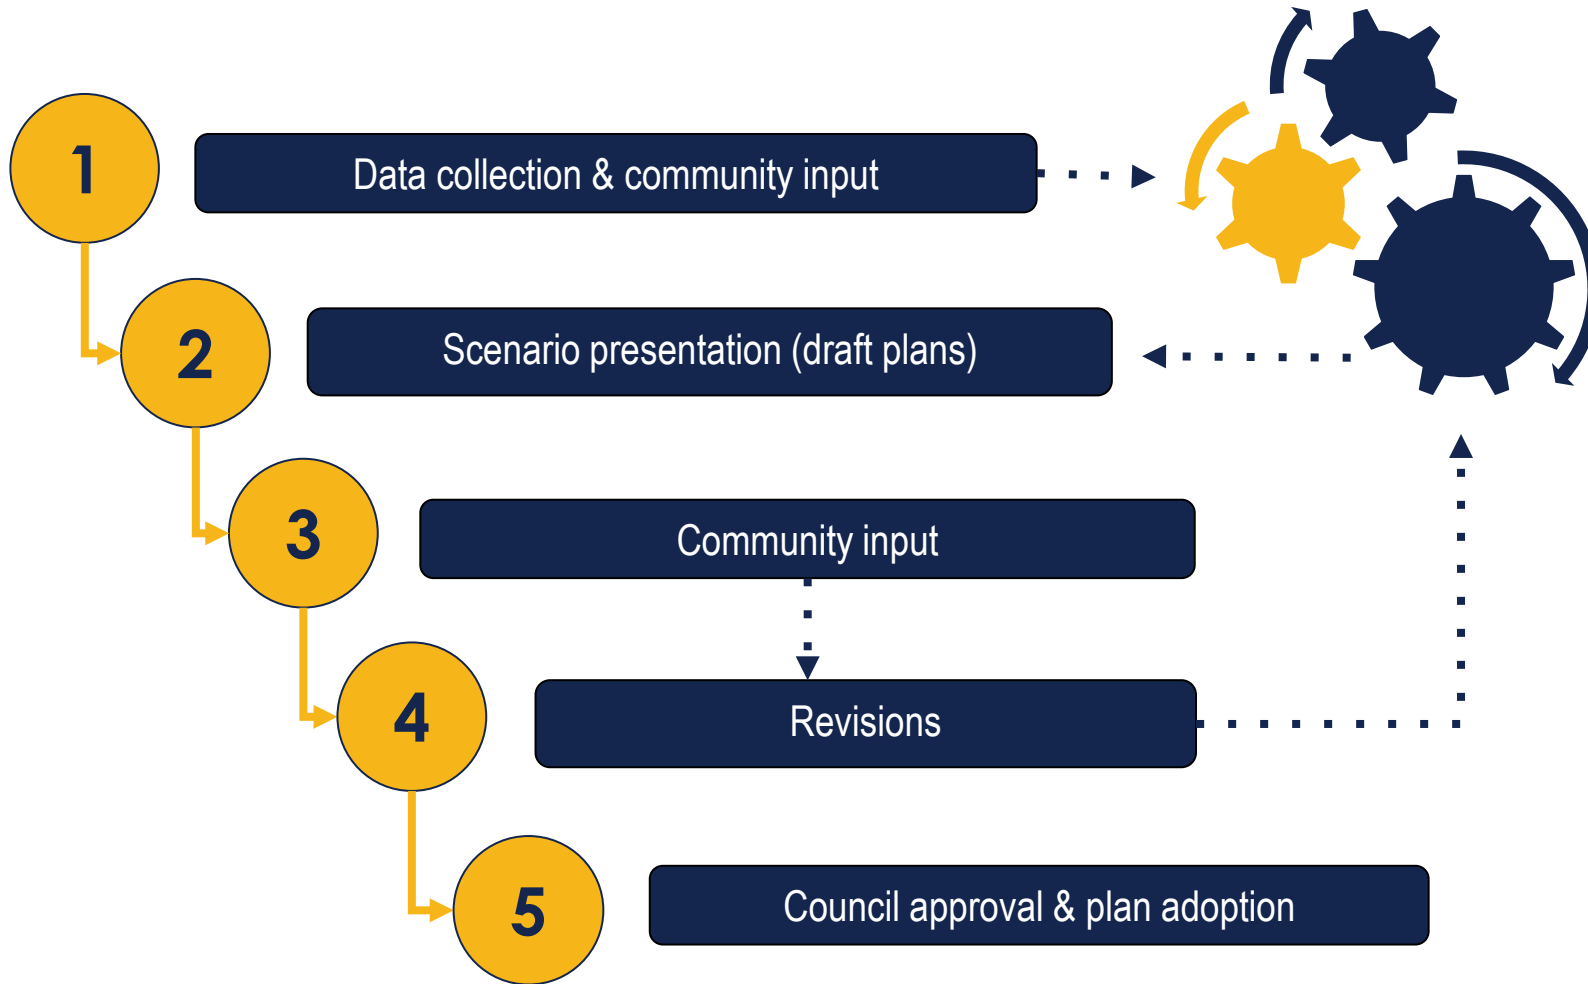 1
Data collection & community input
2
Scenario presentation (draft plans)
3
Community input
4
Revisions
5
Council approval & plan adoption